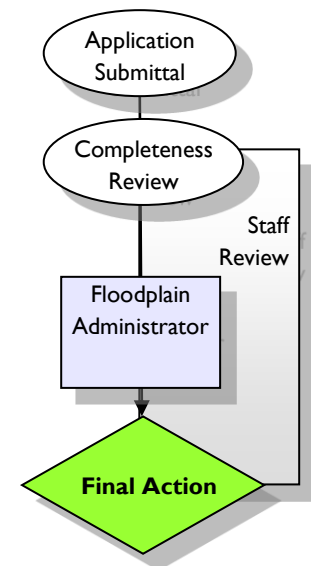 Application
Submittal
Completeness
Review
Staff
Review
Floodplain
Administrator
Final Action